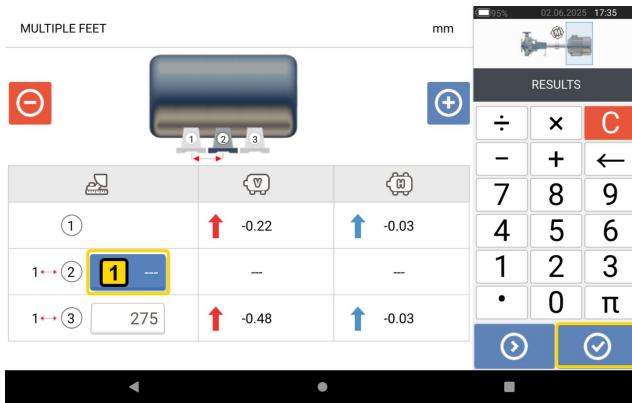 95% 02.06.2025 17:35
MULTIPLE FEET mm
RESULTS
1 2 3
V H
1 -0.22 -0.03
1 2 1 --- --- ---
1 3 275 -0.48 -0.03
÷ × C
− + ←
7 8 9
4 5 6
1 2 3
. 0 π